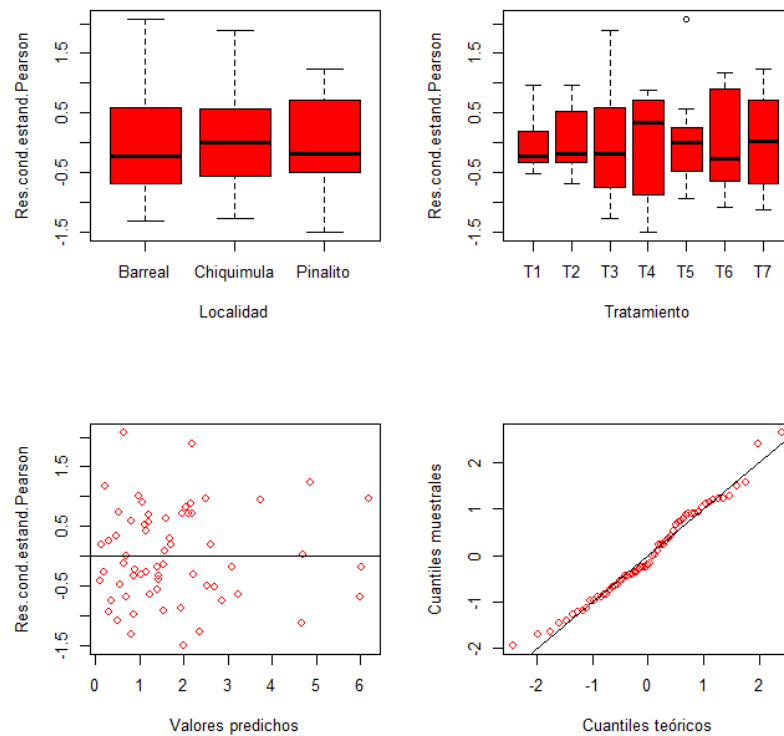 Res.cond.estand.Pearson
-1.5 -0.5 0.5 1.5
Barreal Chiquimula Pinalito
Localidad
Res.cond.estand.Pearson
-1.5 -0.5 0.5
T1 T2 T3 T4 T5 T6 T7
Tratamiento
Res.cond.estand.Pearson
-1.5 -0.5 0.5 1.5
0 1 2 3 4 5 6
Valores predichos
Cuantiles muestrales
-2 -1 0 1 2
-2 -1 0 1 2
Cuantiles teóricos